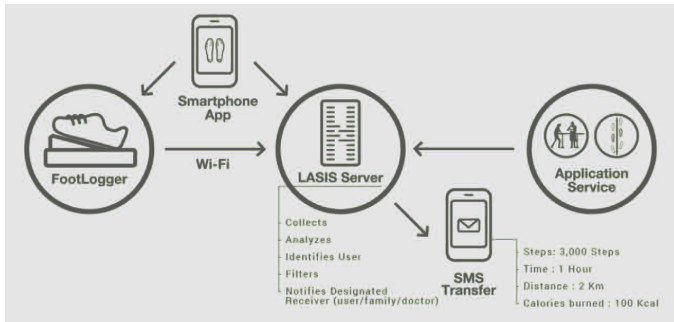 Smartphone
App
FootLogger
Wi-Fi
LASIS Server
Collects
Analyzes
Identifies User
Filters
Notifies Designated
Receiver (user/family/doctor)
Application
Service
SMS
Transfer
Steps: 3,000 Steps
Time : 1 Hour
Distance : 2 Km
Calories burned : 100 Kcal